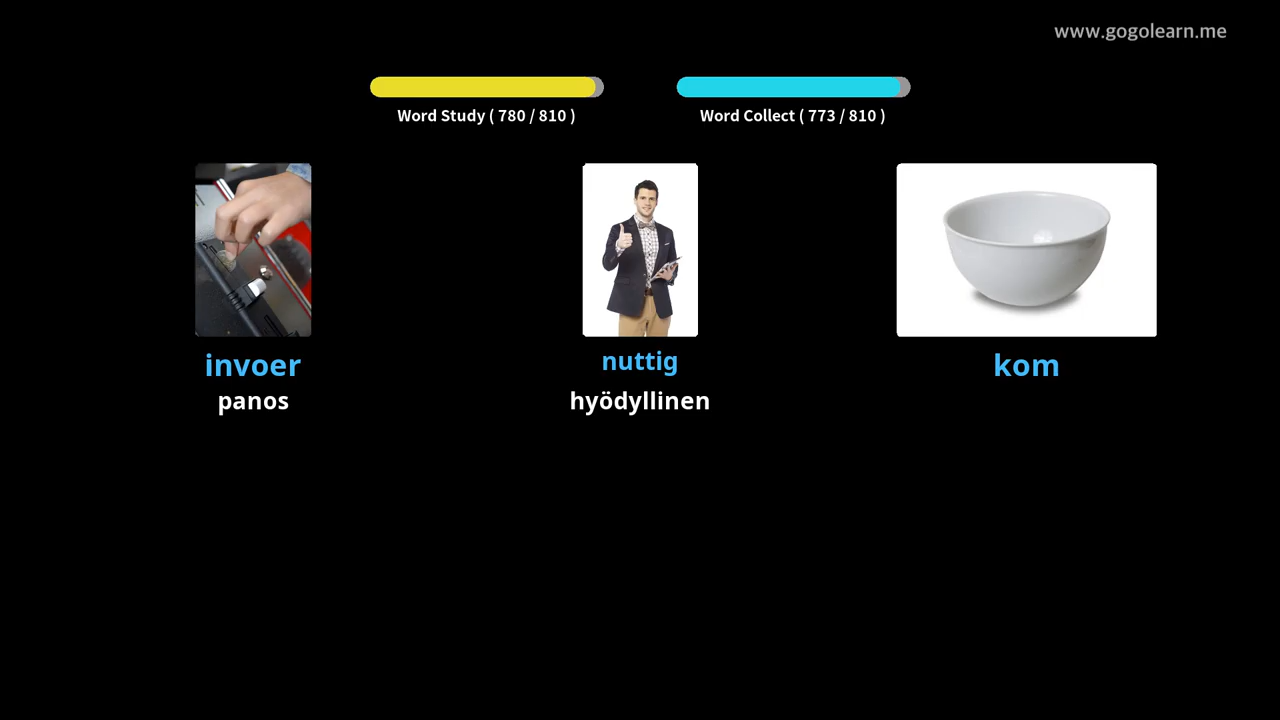 www.gogolearn.me
Word Study ( 780 / 810 )
Word Collect ( 773 / 810 )
invoer
panos
nuttig
hyödyllinen
kom